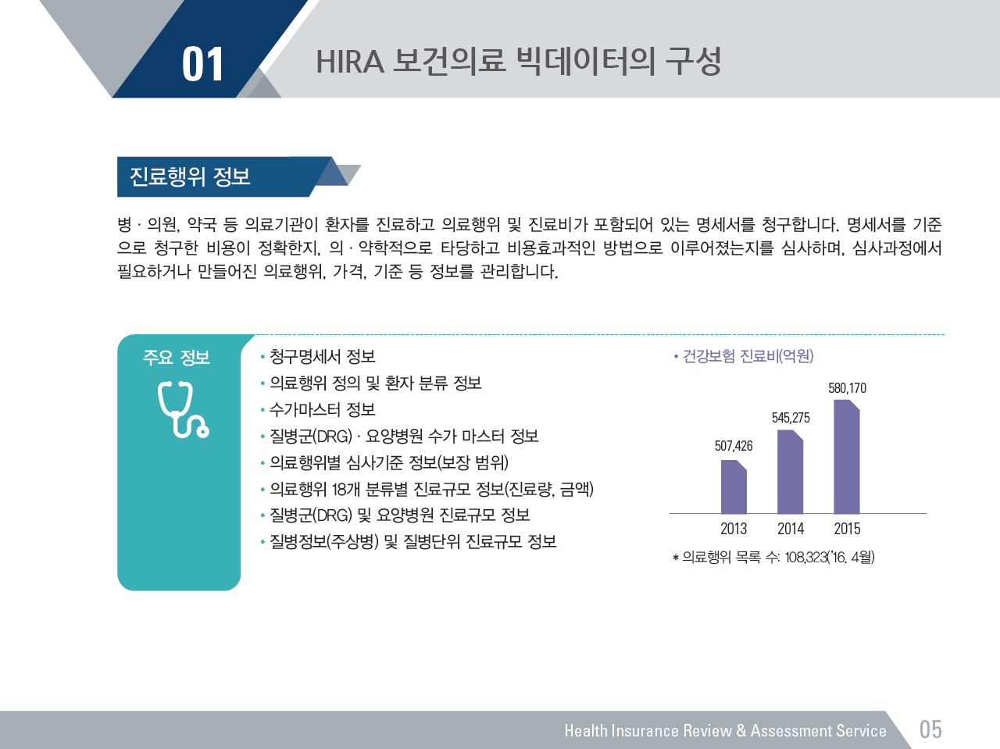 01
HIRA 보건의료 빅데이터의 구성
진료행위 정보
병·의원, 약국 등 의료기관이 환자를 진료하고 의료행위 및 진료비가 포함되어 있는 명세서를 청구합니다. 명세서를 기준
으로 청구한 비용이 정확한지, 의·약학적으로 타당하고 비용효과적인 방법으로 이루어졌는지를 심사하며, 심사과정에서
필요하거나 만들어진 의료행위, 가격, 기준 등 정보를 관리합니다.
주요 정보
• 청구명세서 정보
• 의료행위 정의 및 환자 분류 정보
• 수가마스터 정보
• 질병군(DRG)·요양병원 수가 마스터 정보
• 의료행위별 심사기준 정보(보장 범위)
• 의료행위 18개 분류별 진료규모 정보(진료량, 금액)
• 질병군(DRG) 및 요양병원 진료규모 정보
• 질병정보(주상병) 및 질병단위 진료규모 정보
• 건강보험 진료비(억원)
580,170
545,275
507,426
2013 2014 2015
* 의료행위 목록 수: 108,323('16. 4월)
Health Insurance Review & Assessment Service
05